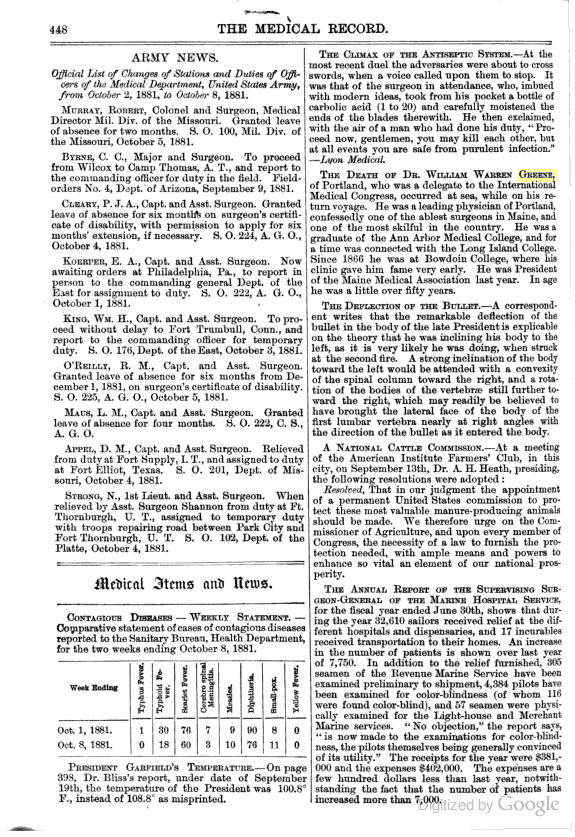 448
THE MEDICAL RECORD.
ARMY NEWS.
Official List of Changes of Stations and Duties of Offi-
cers of the Medical Department, United States Army,
from October 2, 1881, to October 8, 1881.
MURRAY, ROBERT, Colonel and Surgeon, Medical
Director Mil. Div. of the Missouri. Granted leave
of absence for two months. S. O. 100, Mil. Div. of
the Missouri, October 5, 1881.
BYRNE, C. C., Major and Surgeon. To proceed
from Wilcox to Camp Thomas, A. T., and report to
the commanding officer for duty in the field. Field-
orders No. 4, Dept. of Arizona, September 9, 1881.
CLEARY, P. J. A., Capt. and Asst. Surgeon. Granted
leave of absence for six months on surgeon's certifi-
cate of disability, with permission to apply for six
months' extension, if necessary. S. O. 224, A. G. O.,
October 4, 1881.
KOERPER, E. A., Capt. and Asst. Surgeon. Now
awaiting orders at Philadelphia, Pa., to report in
person to the commanding general Dept. of the
East for assignment to duty. S. O. 222, A. G. O.,
October 1, 1881.
KING, WM. H., Capt. and Asst. Surgeon. To pro-
ceed without delay to Fort Trumbull, Conn., and
report to the commanding officer for temporary
duty. S. O. 176, Dept. of the East, October 3, 1881.
O'REILLY, R. M., Capt. and Asst. Surgeon.
Granted leave of absence for six months from De-
cember 1, 1881, on surgeon's certificate of disability.
S. O. 225, A. G. O., October 5, 1881.
MAUS, L. M., Capt. and Asst. Surgeon. Granted
leave of absence for four months. S. O. 222, C. S.,
A. G. O.
APPEL, D. M., Capt. and Asst. Surgeon. Relieved
from duty at Fort Supply, I. T., and assigned to duty
at Fort Elliot, Texas. S. O. 201, Dept. of Mis-
souri, October 4, 1881.
STRONG, N., 1st Lieut. and Asst. Surgeon. When
relieved by Asst. Surgeon Shannon from duty at Ft.
Thornburgh, U. T., assigned to temporary duty
with troops repairing road between Park City and
Fort Thornburgh, U. T. S. O. 102, Dept. of the
Platte, October 4, 1881.
Medical Items and News.
CONTAGIOUS DISEASES — WEEKLY STATEMENT. —
Comparative statement of cases of contagious diseases
reported to the Sanitary Bureau, Health Department,
for the two weeks ending October 8, 1881.
Week Ending | Typhus Fever. | Typhoid Fe-ver. | Scarlet Fever. | Cerebro spinal Meningitis. | Measles. | Diphtheria. | Small-pox. | Yellow Fever.
Oct. 1, 1881. 1 30 76 7 9 90 8 0
Oct. 8, 1881. 0 18 60 3 10 76 11 0
PRESIDENT GARFIELD'S TEMPERATURE.—On page
398, Dr. Bliss's report, under date of September
19th, the temperature of the President was 100.8°
F., instead of 108.8° as misprinted.
THE CLIMAX OF THE ANTISEPTIC SYSTEM.—At the
most recent duel the adversaries were about to cross
swords, when a voice called upon them to stop. It
was that of the surgeon in attendance, who, imbued
with modern ideas, took from his pocket a bottle of
carbolic acid (1 to 20) and carefully moistened the
ends of the blades therewith. He then exclaimed,
with the air of a man who had done his duty, "Pro-
ceed now, gentlemen, you may kill each other, but
at all events you are safe from purulent infection."
—Lyon Medical.
THE DEATH OF DR. WILLIAM WARREN GREENE,
of Portland, who was a delegate to the International
Medical Congress, occurred at sea, while on his re-
turn voyage. He was a leading physician of Portland,
confessedly one of the ablest surgeons in Maine, and
one of the most skilful in the country. He was a
graduate of the Ann Arbor Medical College, and for
a time was connected with the Long Island College.
Since 1866 he was at Bowdoin College, where his
clinic gave him fame very early. He was President
of the Maine Medical Association last year. In age
he was a little over fifty years.
THE DEFLECTION OF THE BULLET.—A correspond-
ent writes that the remarkable deflection of the
bullet in the body of the late President is explicable
on the theory that he was inclining his body to the
left, as it is very likely he was doing, when struck
at the second fire. A strong inclination of the body
toward the left would be attended with a convexity
of the spinal column toward the right, and a rota-
tion of the bodies of the vertebræ still further to-
ward the right, which may readily be believed to
have brought the lateral face of the body of the
first lumbar vertebra nearly at right angles with
the direction of the bullet as it entered the body.
A NATIONAL CATTLE COMMISSION.—At a meeting
of the American Institute Farmers' Club, in this
city, on September 13th, Dr. A. H. Heath, presiding,
the following resolutions were adopted:
Resolved, That in our judgment the appointment
of a permanent United States commission to pro-
tect these most valuable manure-producing animals
should be made. We therefore urge on the Com-
missioner of Agriculture, and upon every member of
Congress, the necessity of a law to furnish the pro-
tection needed, with ample means and powers to
enhance so vital an element of our national pros-
perity.
THE ANNUAL REPORT OF THE SUPERVISING SUR-
GEON-GENERAL OF THE MARINE HOSPITAL SERVICE,
for the fiscal year ended June 30th, shows that dur-
ing the year 32,610 sailors received relief at the dif-
ferent hospitals and dispensaries, and 17 incurables
received transportation to their homes. An increase
in the number of patients is shown over last year
of 7,750. In addition to the relief furnished, 305
seamen of the Revenue Marine Service have been
examined preliminary to shipment, 4,384 pilots have
been examined for color-blindness (of whom 116
were found color-blind), and 57 seamen were physi-
cally examined for the Light-house and Merchant
Marine services. "No objection," the report says,
"is now made to the examinations for color-blind-
ness, the pilots themselves being generally convinced
of its utility." The receipts for the year were $381,-
000 and the expenses $402,000. The expenses are a
few hundred dollars less than last year, notwith-
standing the fact that the number of patients has
increased more than 7,000.
Digitized by Google